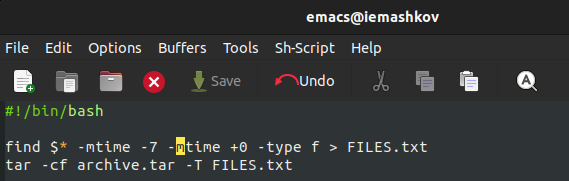 emacs@iemashkov
File Edit Options Buffers Tools Sh-Script Help
Save Undo
#!/bin/bash
find $* -mtime -7 -mtime +0 -type f > FILES.txt
tar -cf archive.tar -T FILES.txt